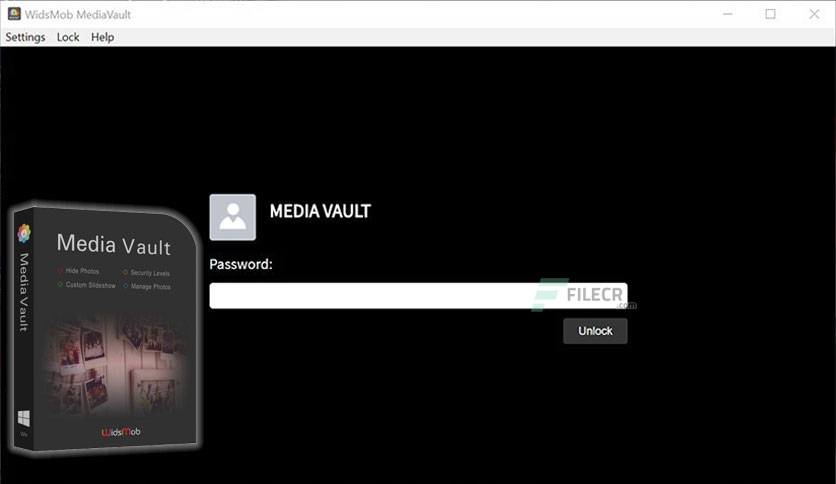 WidsMob MediaVault
Settings Lock Help
MEDIA VAULT
Password:
FILECR
.com
Unlock
Media Vault
Media Vault
Hide Photos
Security Levels
Custom Slideshow
Manage Photos
WidsMob